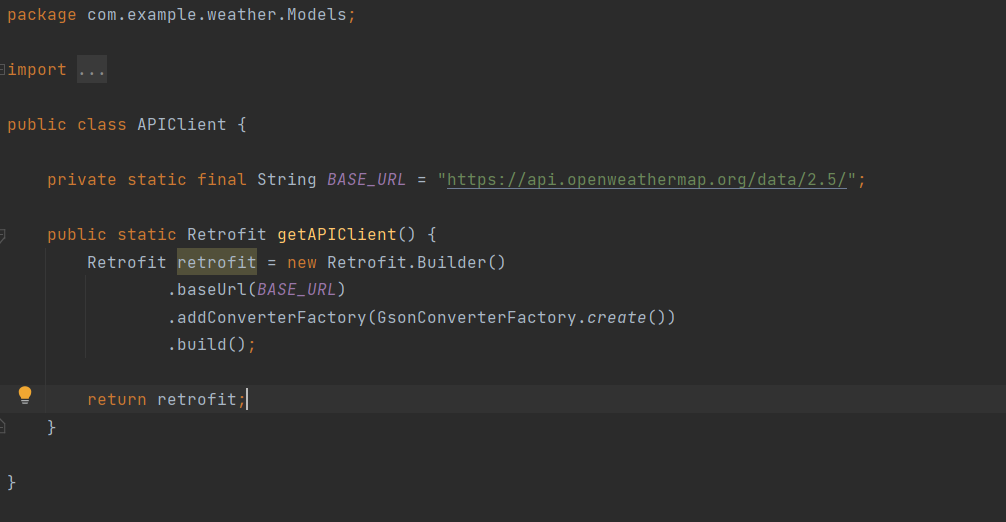 package com.example.weather.Models;
import ...
public class APIClient {
private static final String BASE_URL = "https://api.openweathermap.org/data/2.5/";
public static Retrofit getAPIClient() {
Retrofit retrofit = new Retrofit.Builder()
.baseUrl(BASE_URL)
.addConverterFactory(GsonConverterFactory.create())
.build();
return retrofit;
}
}